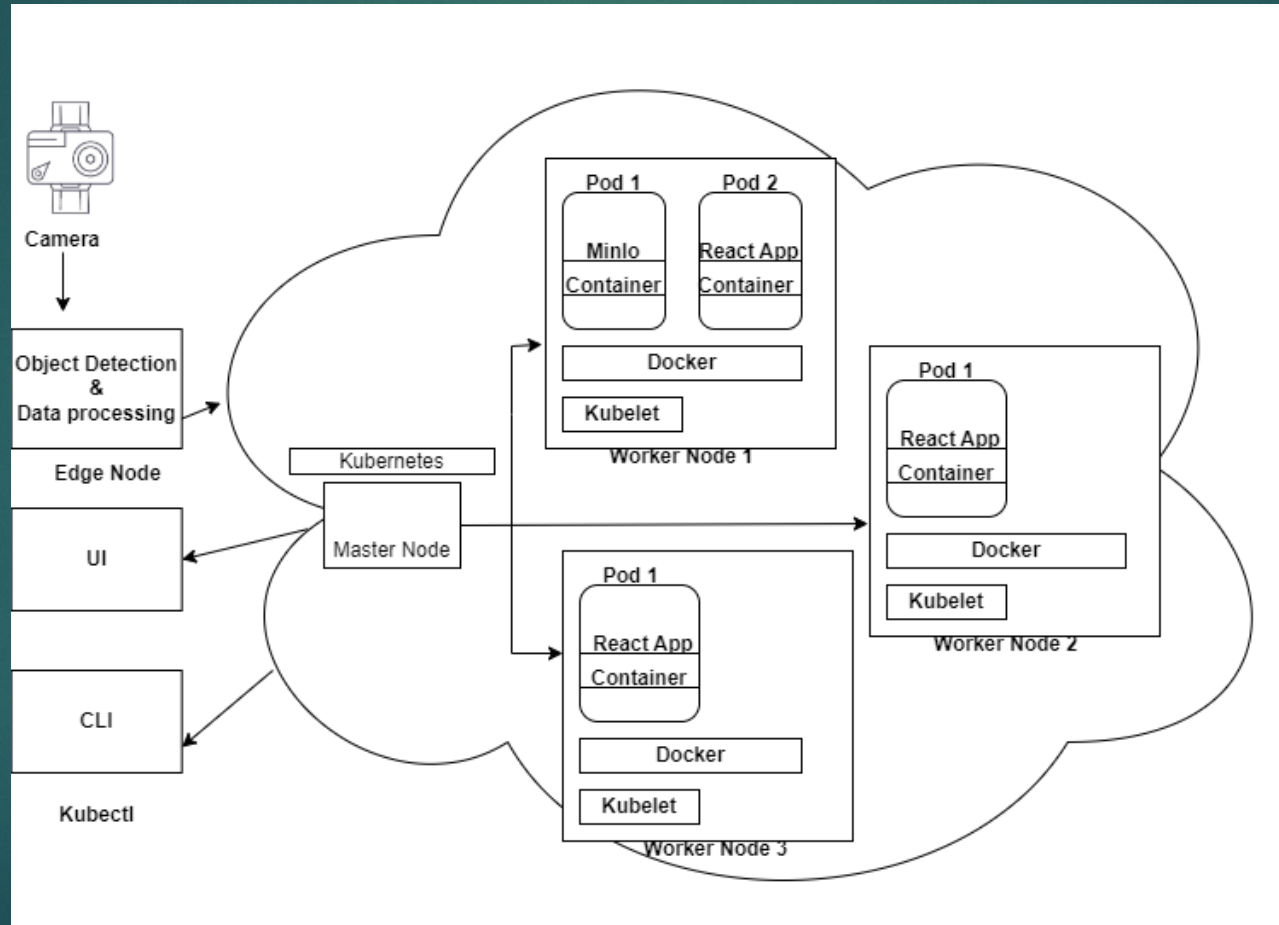 Camera
Object Detection
&
Data processing
Edge Node
UI
CLI
Kubectl
Kubernetes
Master Node
Pod 1
Pod 2
MinIo
Container
React App
Container
Docker
Kubelet
Worker Node 1
Pod 1
React App
Container
Docker
Kubelet
Worker Node 2
Pod 1
React App
Container
Docker
Kubelet
Worker Node 3